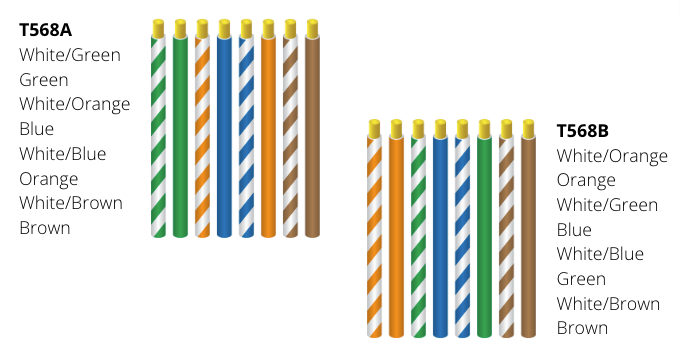 T568A
White/Green
Green
White/Orange
Blue
White/Blue
Orange
White/Brown
Brown
T568B
White/Orange
Orange
White/Green
Blue
White/Blue
Green
White/Brown
Brown